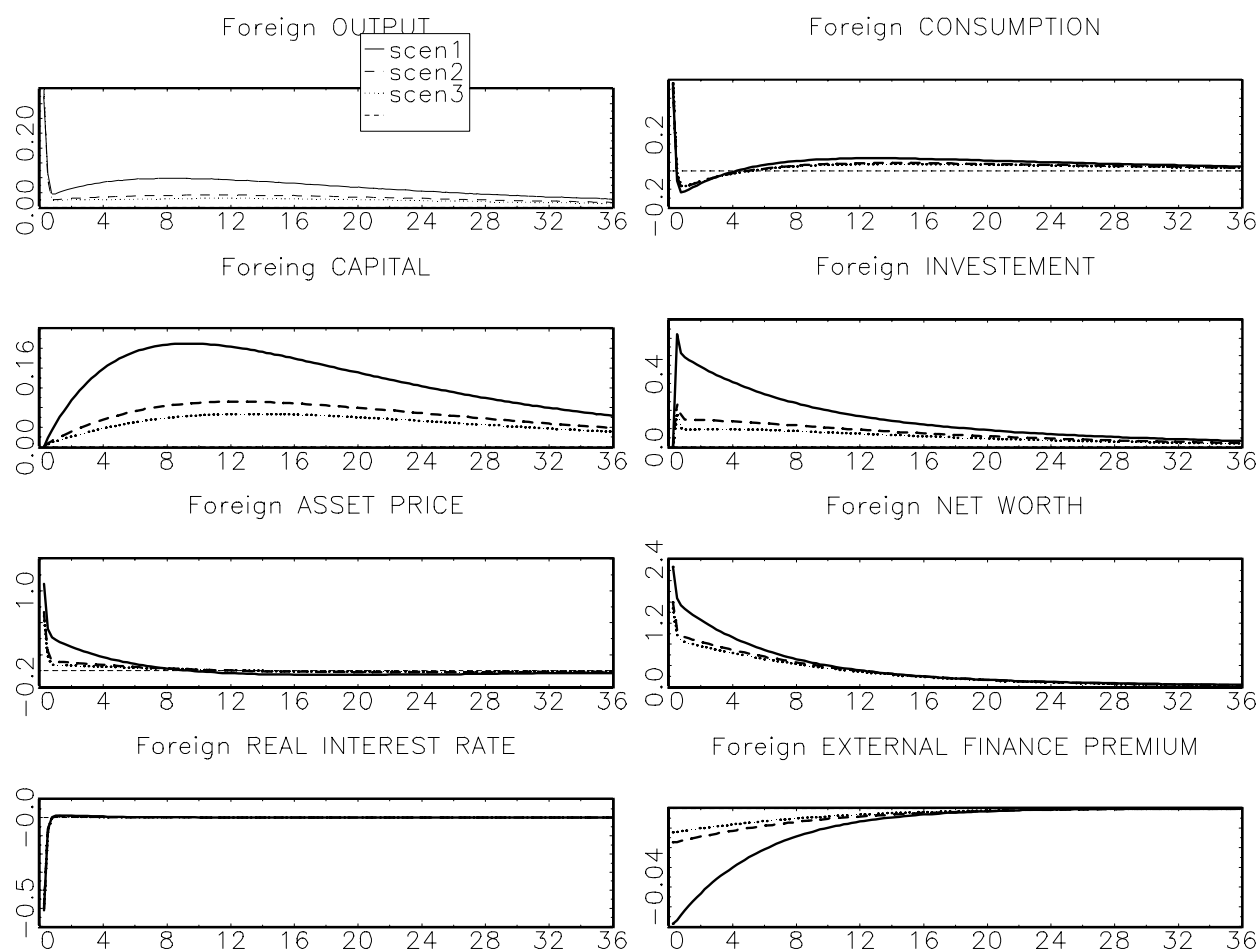 Foreign OUTPUT
scen1
scen2
scen3
0.20
0.0
0 4 8 12 16 20 24 28 32 36
Foreign CONSUMPTION
0.2
-0.2
0 4 8 12 16 20 24 28 32 36
Foreing CAPITAL
0.16
0.0
0 4 8 12 16 20 24 28 32 36
Foreign INVESTEMENT
0.4
0.0
0 4 8 12 16 20 24 28 32 36
Foreign ASSET PRICE
1.0
-0.2
0 4 8 12 16 20 24 28 32 36
Foreign NET WORTH
2.4
1.2
0.0
0 4 8 12 16 20 24 28 32 36
Foreign REAL INTEREST RATE
0.0
-0.0
-0.5
0 4 8 12 16 20 24 28 32 36
Foreign EXTERNAL FINANCE PREMIUM
-0.04
0 4 8 12 16 20 24 28 32 36